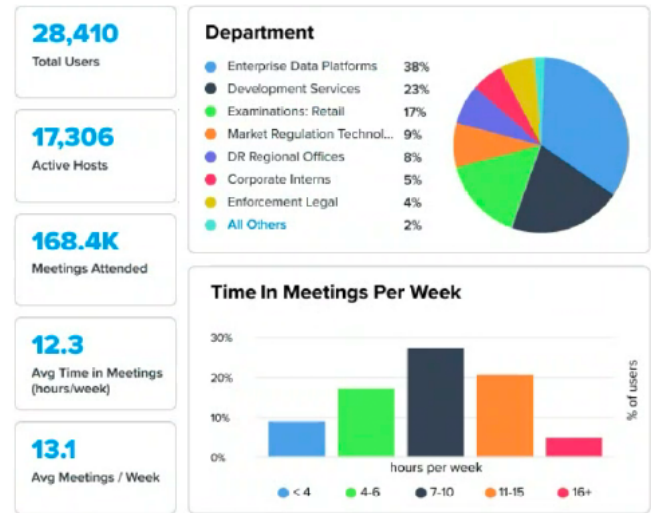 28,410
Total Users
17,306
Active Hosts
168.4K
Meetings Attended
12.3
Avg Time in Meetings
(hours/week)
13.1
Avg Meetings / Week
Department
Enterprise Data Platforms 38%
Development Services 23%
Examinations: Retail 17%
Market Regulation Technol... 9%
DR Regional Offices 8%
Corporate Interns 5%
Enforcement Legal 4%
All Others 2%
Time In Meetings Per Week
30%
20%
10%
0%
% of users
hours per week
< 4 4-6 7-10 11-15 16+